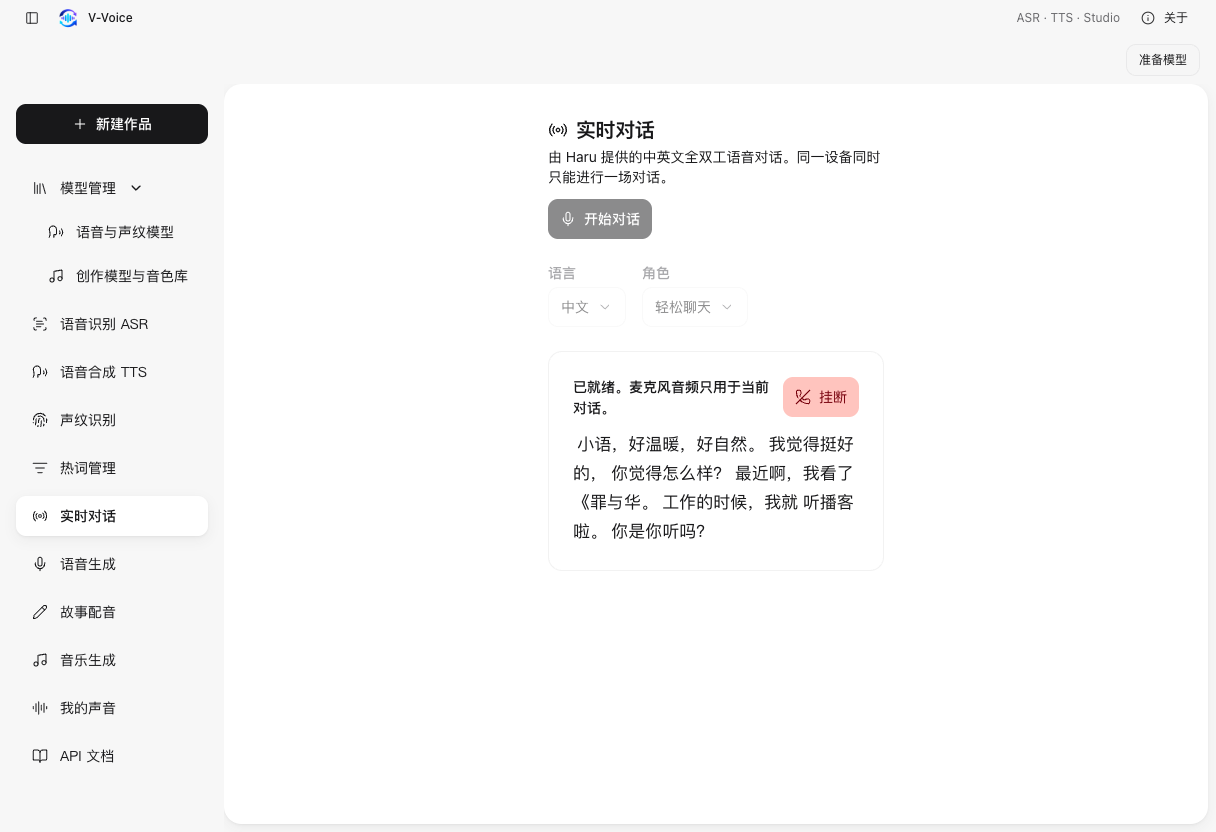 V-Voice
ASR · TTS · Studio
关于
准备模型
新建作品
模型管理
语音与声纹模型
创作模型与音色库
语音识别 ASR
语音合成 TTS
声纹识别
热词管理
实时对话
语音生成
故事配音
音乐生成
我的声音
API 文档
实时对话
由 Haru 提供的中英文全双工语音对话。同一设备同时
只能进行一场对话。
开始对话
语言
角色
中文
轻松聊天
已就绪。麦克风音频只用于当前
对话。
挂断
小语，好温暖，好自然。 我觉得挺好
的， 你觉得怎么样？ 最近啊，我看了
《罪与华。 工作的时候，我就 听播客
啦。 你是你听吗？